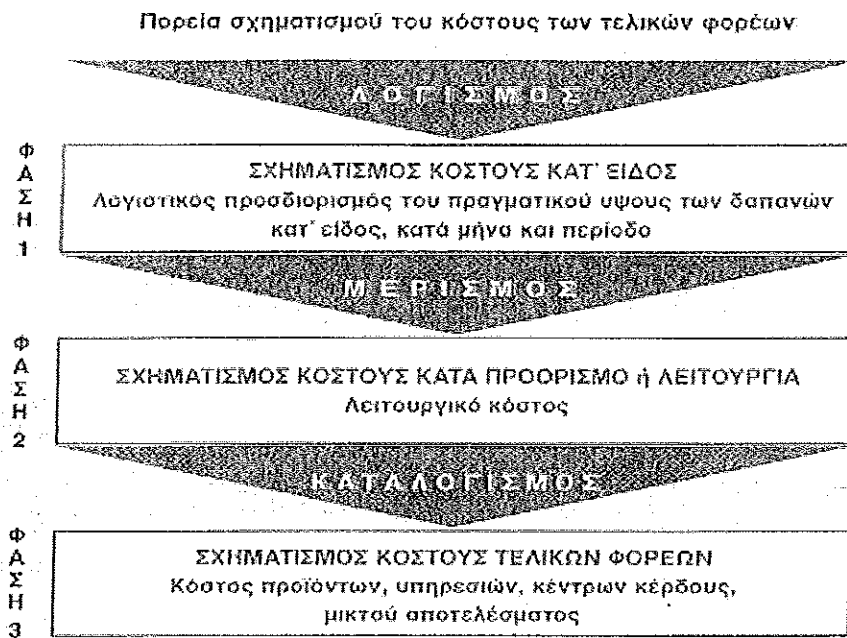 Πορεία σχηματισμού του κόστους των τελικών φορέων
ΛΟΓΙΣΜΟΣ
ΦΑΣΗ 1
ΣΧΗΜΑΤΙΣΜΟΣ ΚΟΣΤΟΥΣ ΚΑΤ' ΕΙΔΟΣ
Λογιστικός προσδιορισμός του πραγματικού υψους των δαπανών
κατ' είδος, κατά μήνα και περίοδο
ΜΕΡΙΣΜΟΣ
ΦΑΣΗ 2
ΣΧΗΜΑΤΙΣΜΟΣ ΚΟΣΤΟΥΣ ΚΑΤΑ ΠΡΟΟΡΙΣΜΟ ή ΛΕΙΤΟΥΡΓΙΑ
Λειτουργικό κόστος
ΚΑΤΑΛΟΓΙΣΜΟΣ
ΦΑΣΗ 3
ΣΧΗΜΑΤΙΣΜΟΣ ΚΟΣΤΟΥΣ ΤΕΛΙΚΩΝ ΦΟΡΕΩΝ
Κόστος προϊόντων, υπηρεσιών, κέντρων κέρδους,
μικτού αποτελέσματος